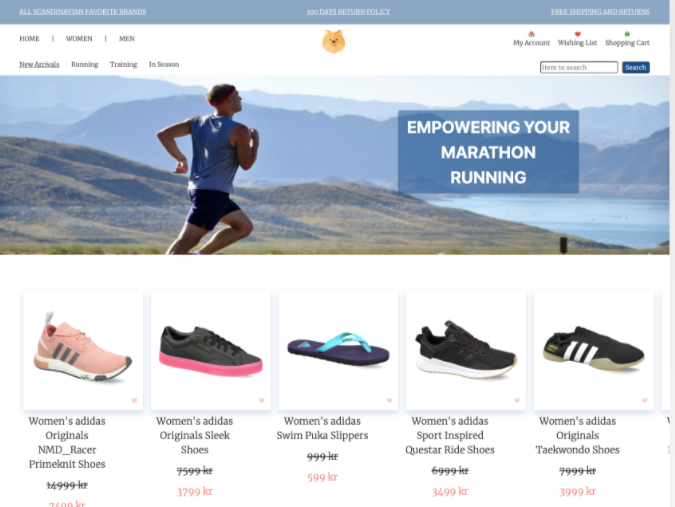 ALL SCANDINAVIAN FAVORITE BRANDS
100 DAYS RETURN POLICY
FREE SHIPPING AND RETURNS
HOME | WOMEN | MEN
My Account Wishing List Shopping Cart
New Arrivals Running Training In Season
Item to search Search
EMPOWERING YOUR
MARATHON
RUNNING
Women's adidas
Originals
NMD_Racer
Primeknit Shoes
14999 kr
7499 kr
Women's adidas
Originals Sleek
Shoes
7599 kr
3799 kr
Women's adidas
Swim Puka Slippers
999 kr
599 kr
Women's adidas
Sport Inspired
Questar Ride Shoes
6999 kr
3499 kr
Women's adidas
Originals
Taekwondo Shoes
7999 kr
3999 kr